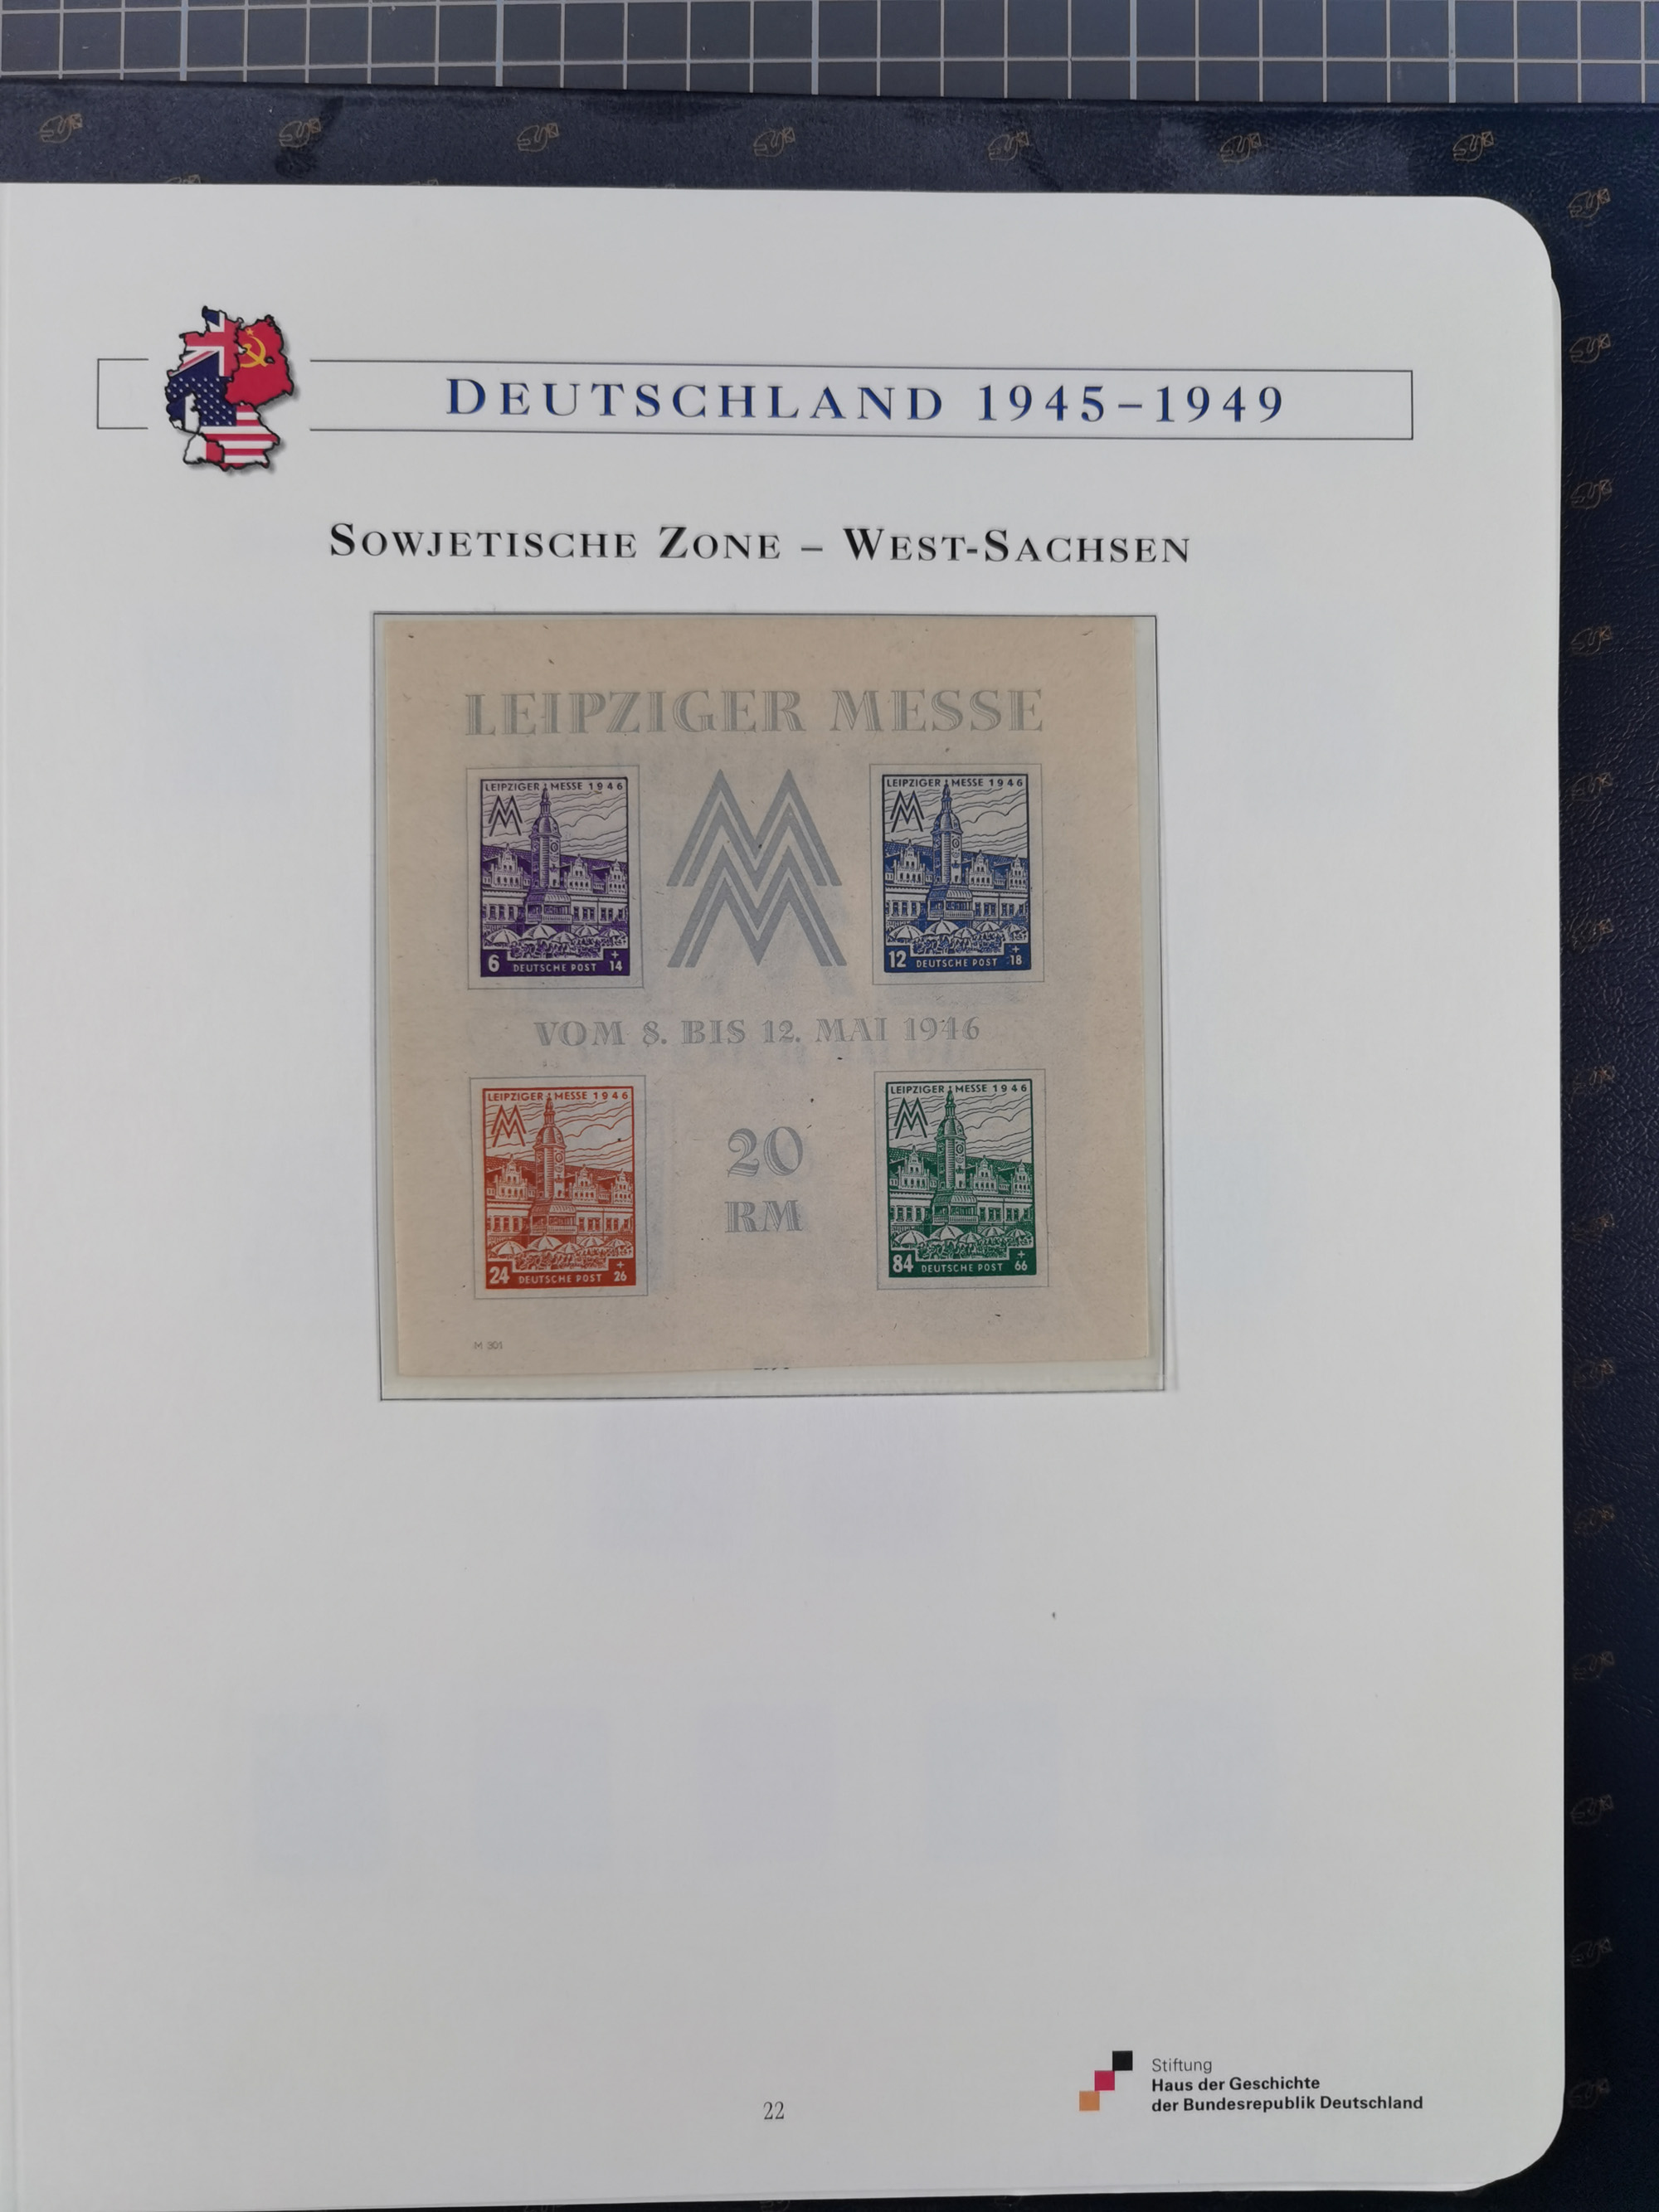 DEUTSCHLAND 1945–1949
SOWJETISCHE ZONE – WEST-SACHSEN
LEIPZIGER MESSE
LEIPZIGER MESSE 1946
6 DEUTSCHE POST + 14
LEIPZIGER MESSE 1946
12 DEUTSCHE POST + 18
VOM 8. BIS 12. MAI 1946
LEIPZIGER MESSE 1946
24 DEUTSCHE POST + 26
20
RM
LEIPZIGER MESSE 1946
84 DEUTSCHE POST + 66
M 301
22
Stiftung
Haus der Geschichte
der Bundesrepublik Deutschland